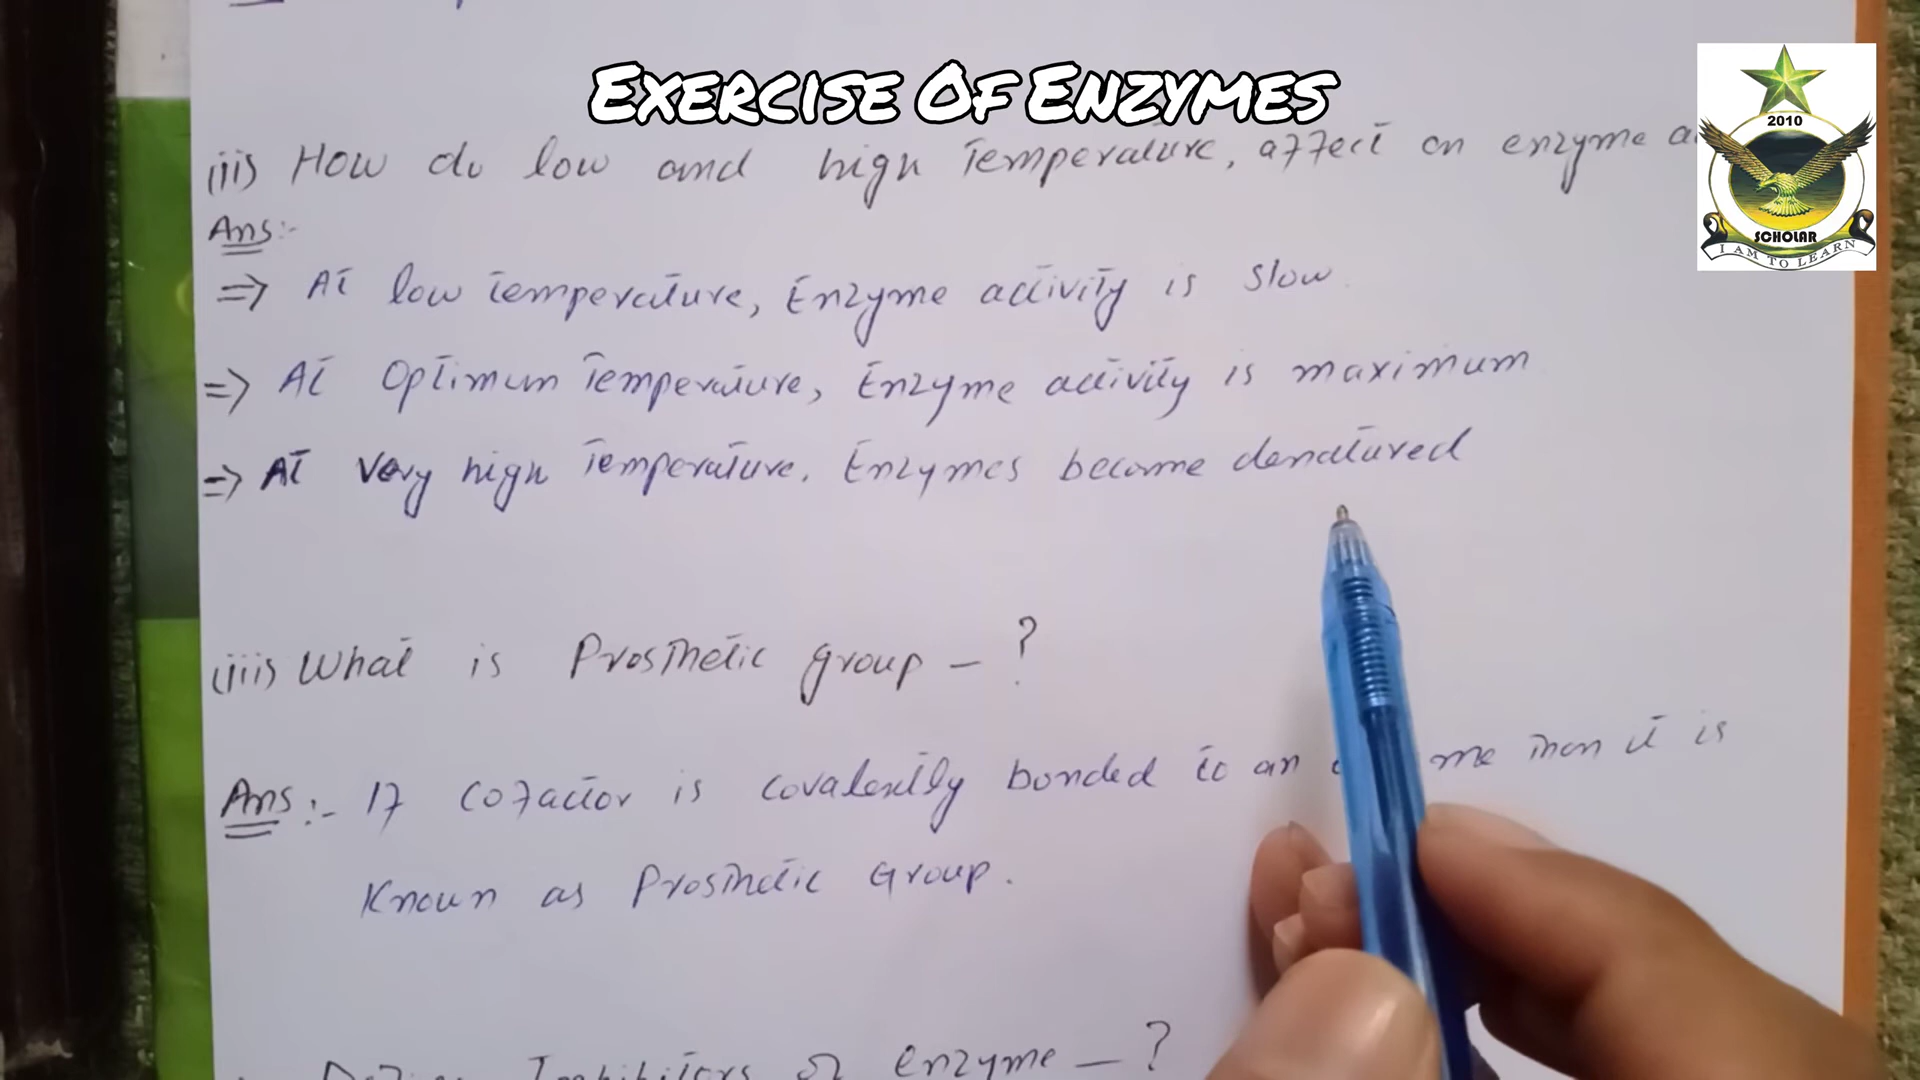 Exercise Of Enzymes
2010
SCHOLAR
I AM TO LEARN
(ii) How do low and high Temperature, affect on enzyme
Ans:-
=> At low temperature, Enzyme activity is slow.
=> At Optimum Temperature, Enzyme activity is maximum
=> At Very high Temperature. Enzymes become denatured
(iii) What is Prosthetic group - ?
Ans:- If Cofactor is covalently bonded to an me then it is
Known as Prosthetic Group.
Inhibitors of enzyme - ?